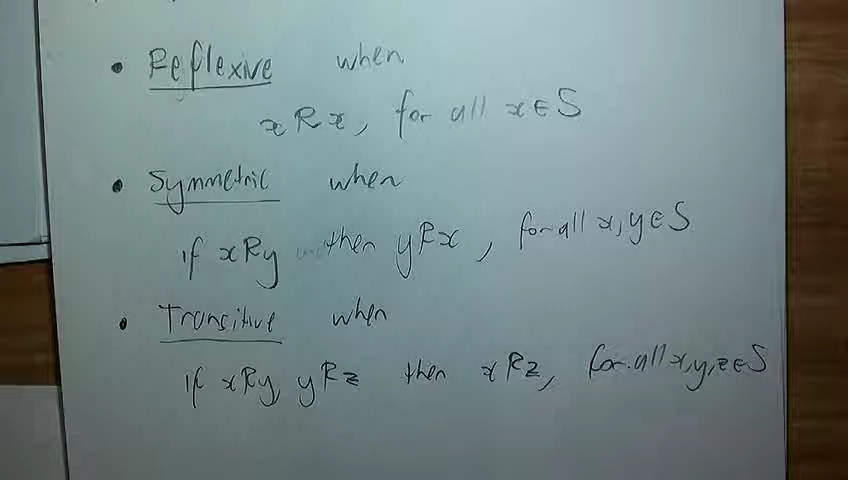 • Reflexive when
xRx, for all x∈S
• Symmetric when
if xRy then yRx, for all x,y∈S
• Transitive when
if xRy, yRz then xRz, for all x,y,z∈S